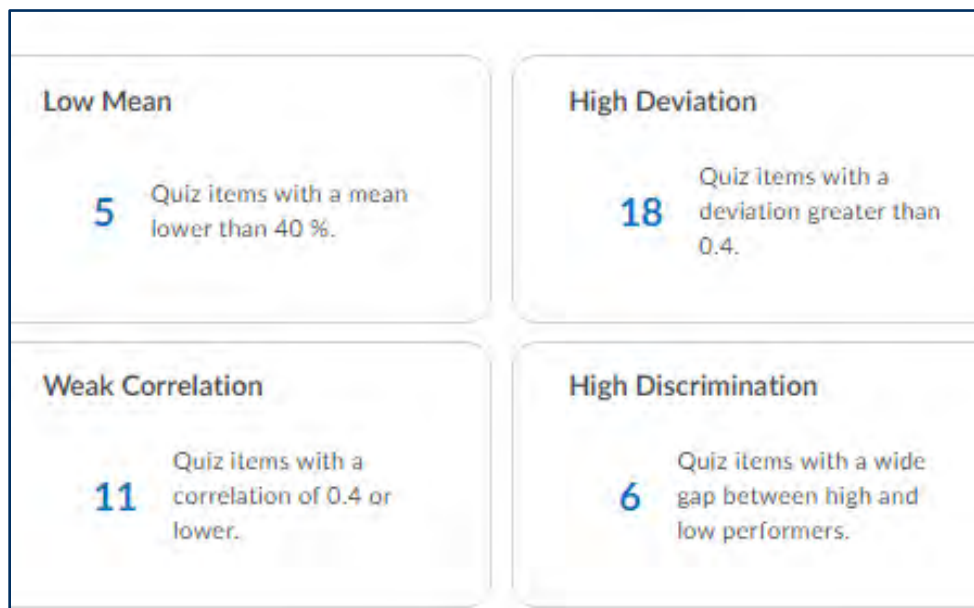 Low Mean
5
Quiz items with a mean
lower than 40 %.
High Deviation
18
Quiz items with a
deviation greater than
0.4.
Weak Correlation
11
Quiz items with a
correlation of 0.4 or
lower.
High Discrimination
6
Quiz items with a wide
gap between high and
low performers.